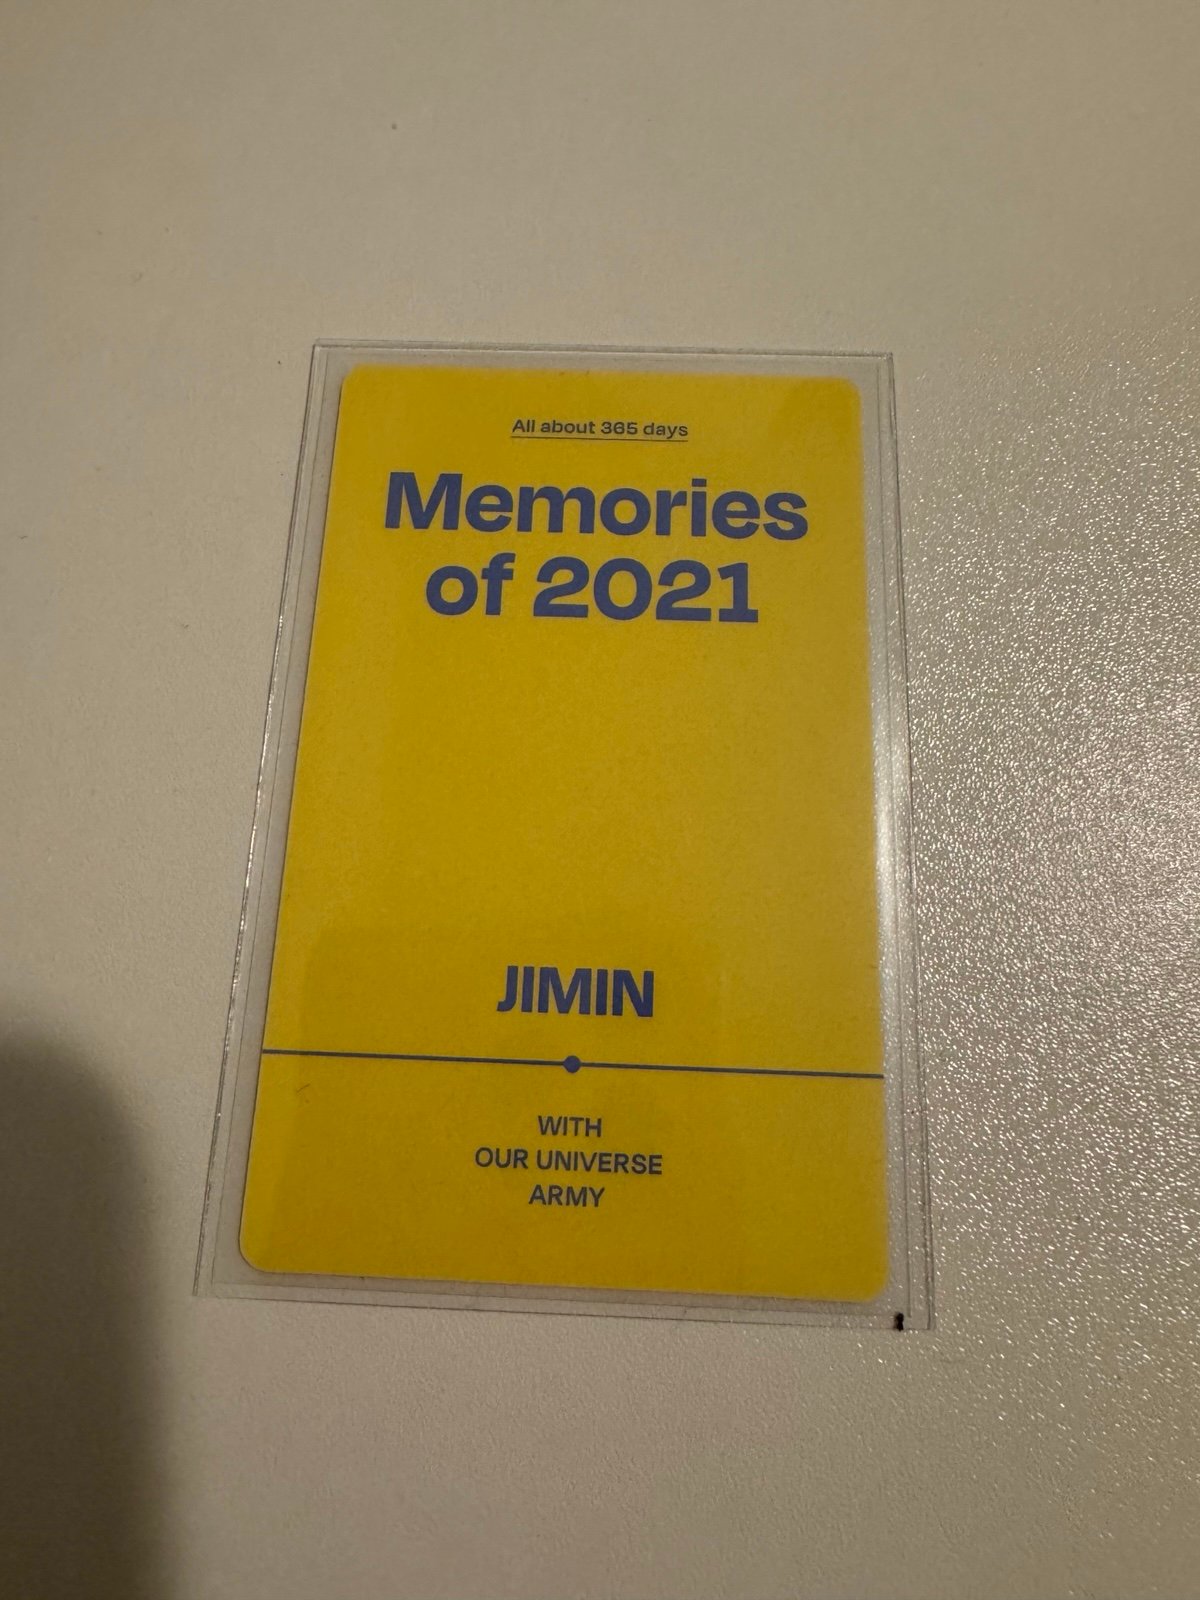 All about 365 days
Memories
of 2021
JIMIN
WITH
OUR UNIVERSE
ARMY